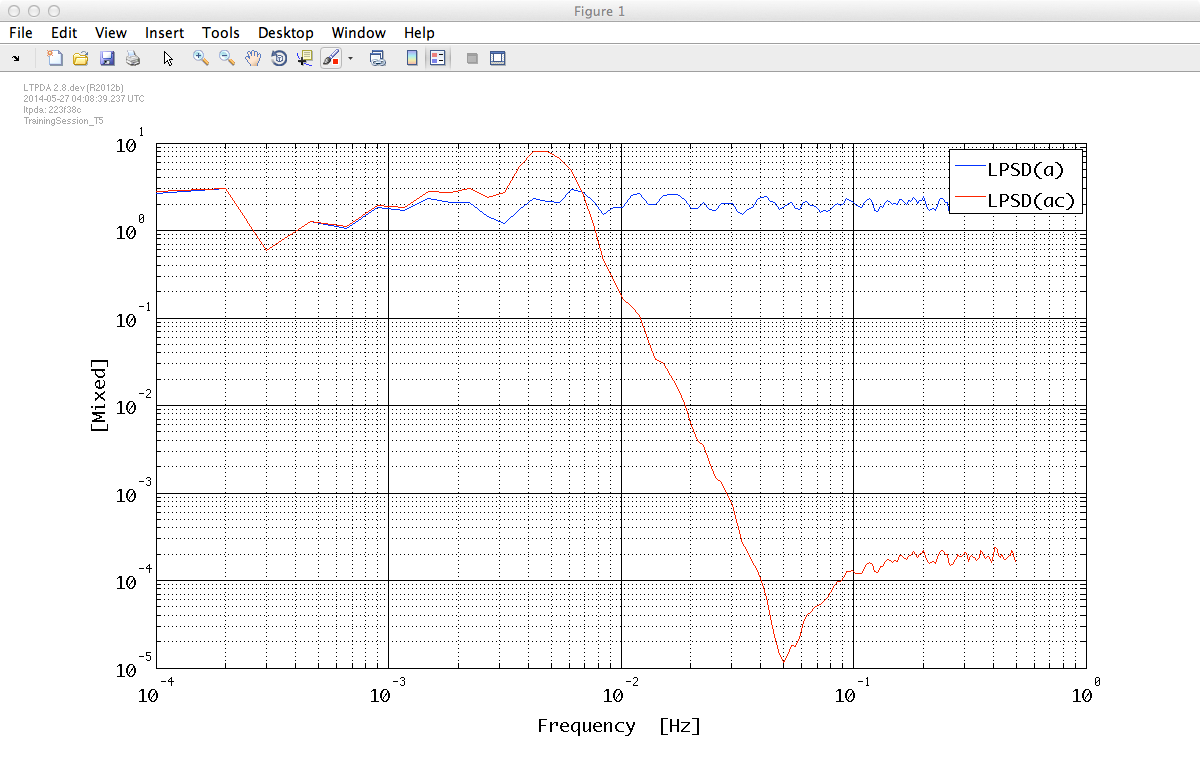 Figure 1
File Edit View Insert Tools Desktop Window Help
LTPDA 2.8.dev (R2012b)
2014-05-27 04:08:39.237 UTC
ltpda: 223f38c
TrainingSession_T5
10^1
10^0
10^-1
10^-2
10^-3
10^-4
10^-5
[Mixed]
LPSD(a)
LPSD(ac)
10^-4 10^-3 10^-2 10^-1 10^0
Frequency [Hz]